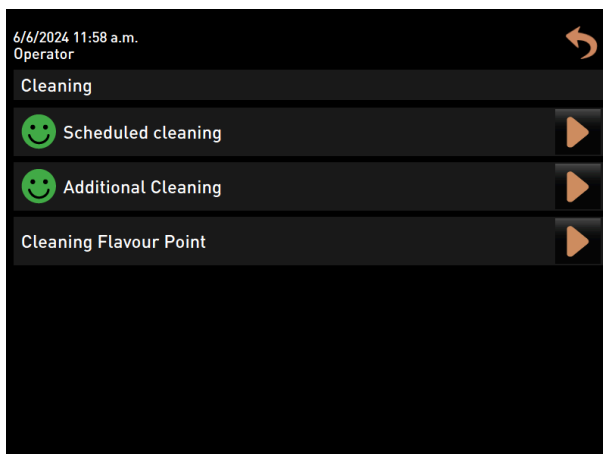 6/6/2024 11:58 a.m.
Operator
Cleaning
Scheduled cleaning
Additional Cleaning
Cleaning Flavour Point